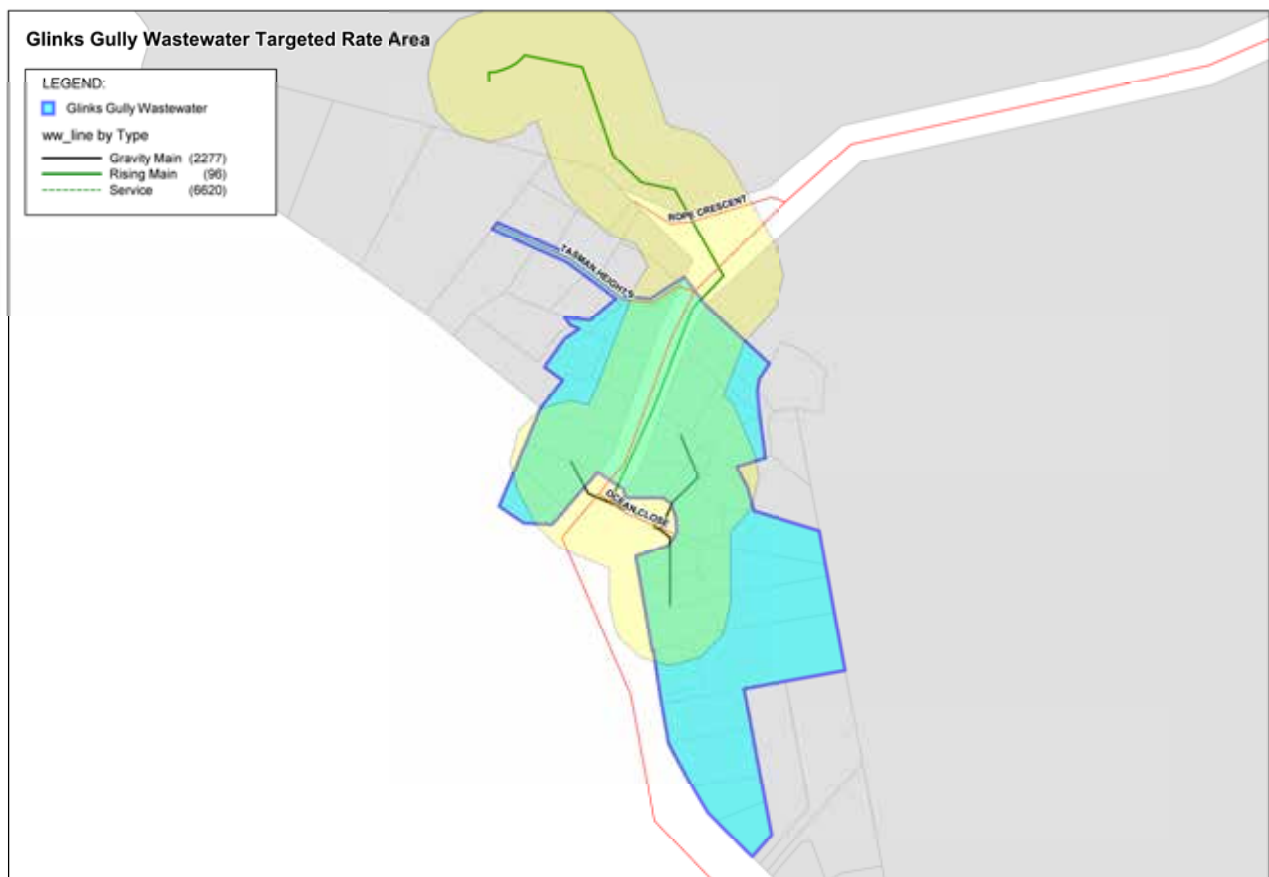 Glinks Gully Wastewater Targeted Rate Area
LEGEND:
Glinks Gully Wastewater
ww_line by Type
Gravity Main (2277)
Rising Main (96)
Service (6620)
ROPE CRESCENT
TASMAN HEIGHTS
OCEAN CLOSE